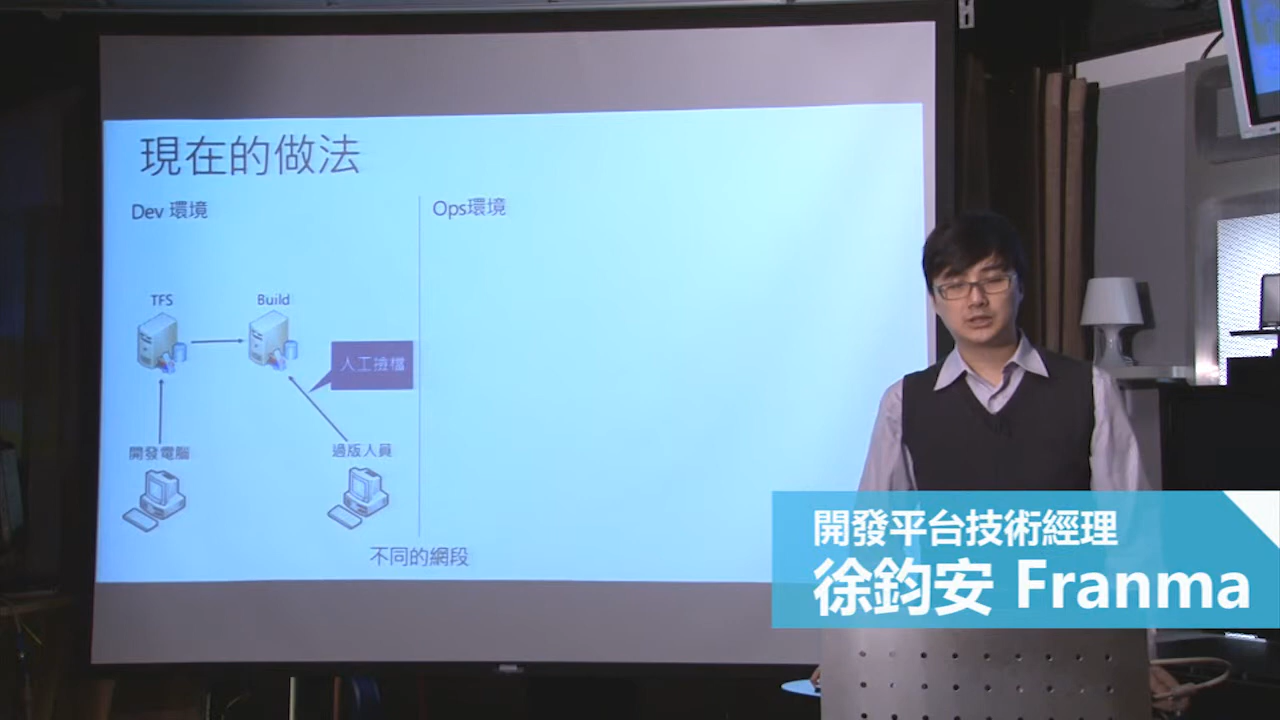 現在的做法
Dev 環境
Ops環境
TFS
Build
人工撿檔
開發電腦
過版人員
不同的網段
開發平台技術經理
徐鈞安 Franma